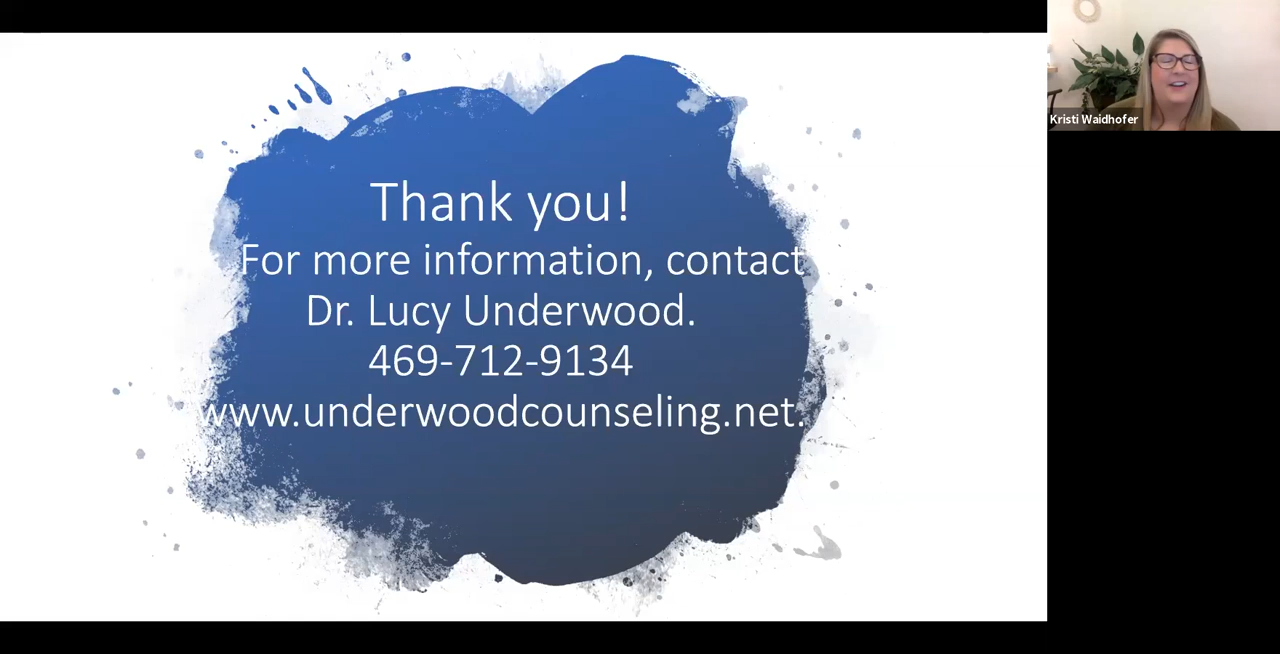 Thank you!
For more information, contact
Dr. Lucy Underwood.
469-712-9134
www.underwoodcounseling.net.
Kristi Waidhofer